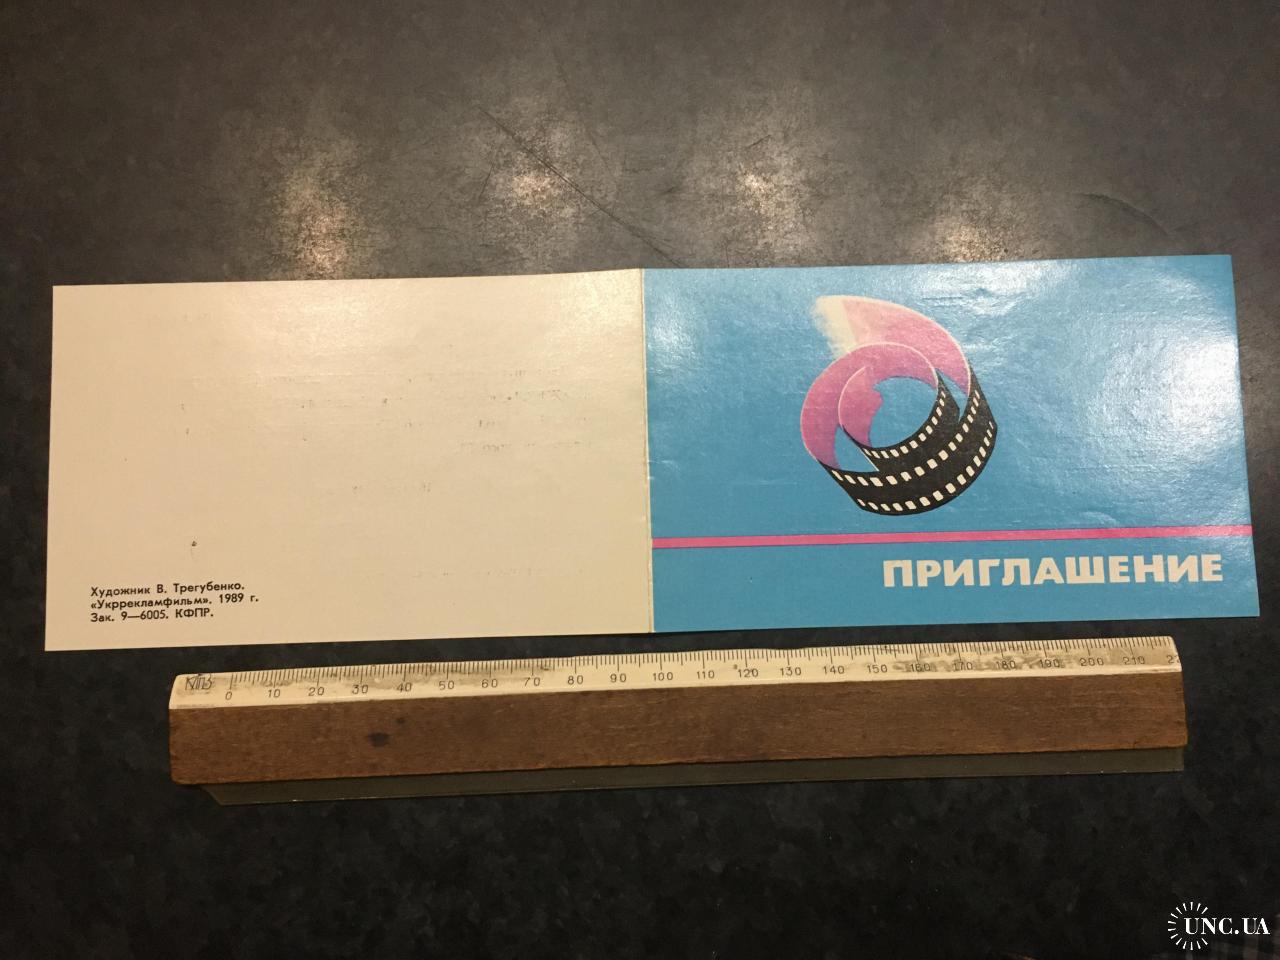 Художник В. Трегубенко.
«Укррекламфильм». 1989 г.
Зак. 9—6005. КФПР.
ПРИГЛАШЕНИЕ
0 10 20 30 40 50 60 70 80 90 100 110 120 130 140 150 160 170 180 190 200 210
UNC.UA